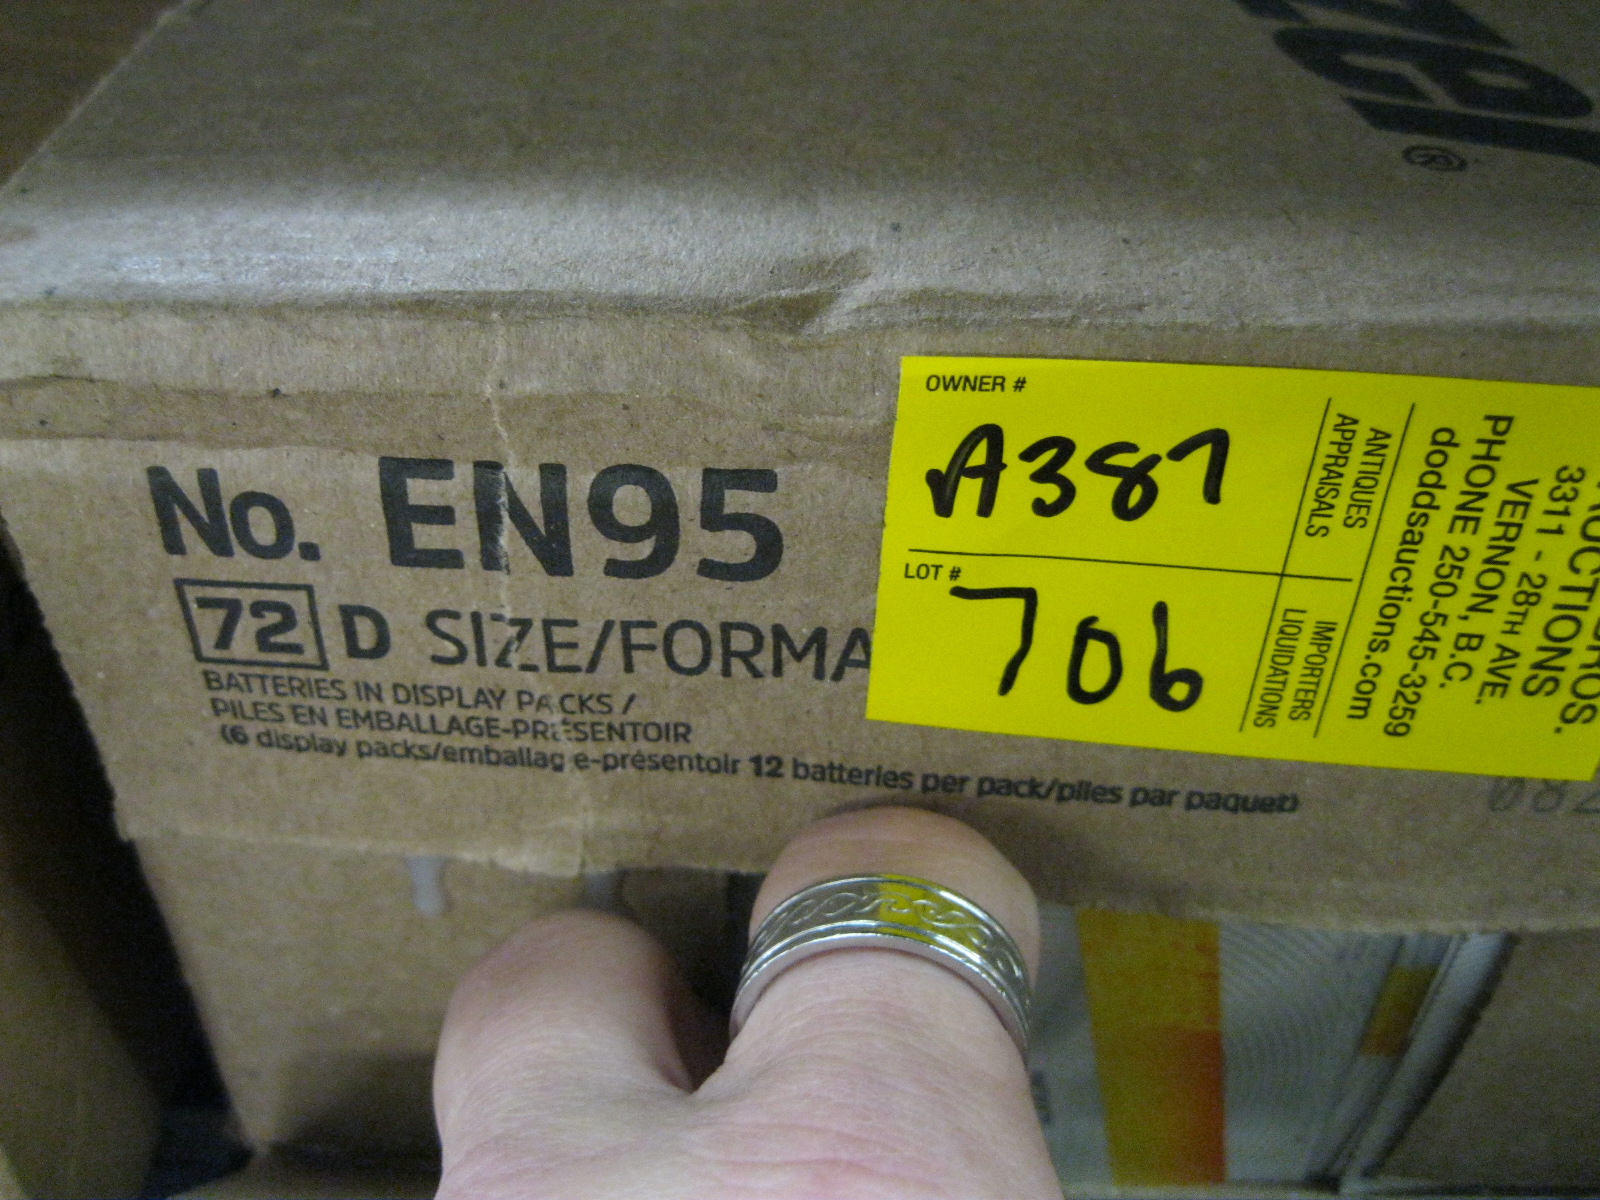 ®
No. EN95
72 D SIZE/FORMA
BATTERIES IN DISPLAY PACKS /
PILES EN EMBALLAGE-PRÉSENTOIR
(6 display packs/emballage-présentoir 12 batteries per pack/piles par paquet)
OWNER #
A387
LOT #
706
ANTIQUES
APPRAISALS
IMPORTERS
LIQUIDATIONS
3311 - 28TH AVE.
VERNON, B.C.
PHONE 250-545-3259
doddsauctions.com